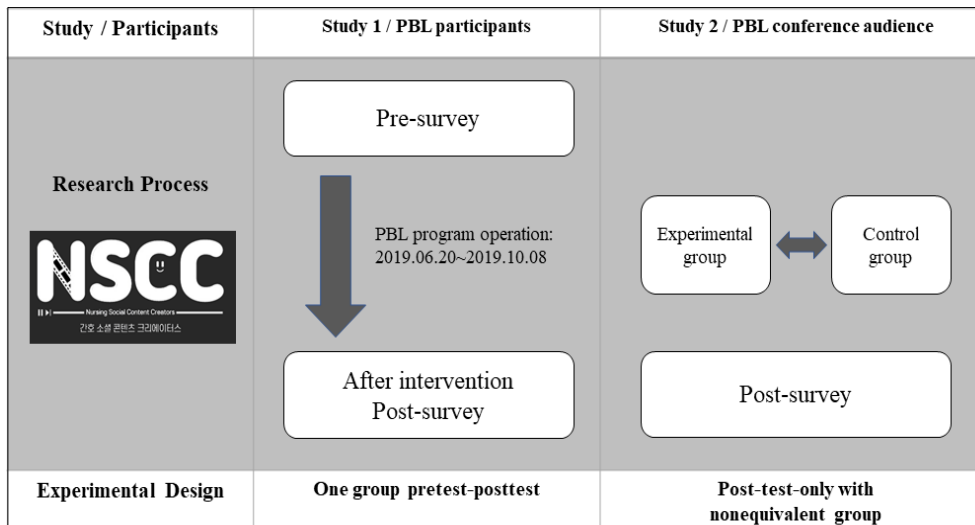 Study / Participants
Study 1 / PBL participants
Study 2 / PBL conference audience
Research Process
NSCC
Nursing Social Content Creators
간호 소셜 콘텐츠 크리에이터스
Pre-survey
PBL program operation:
2019.06.20~2019.10.08
After intervention
Post-survey
Experimental
group
Control
group
Post-survey
Experimental Design
One group pretest-posttest
Post-test-only with
nonequivalent group